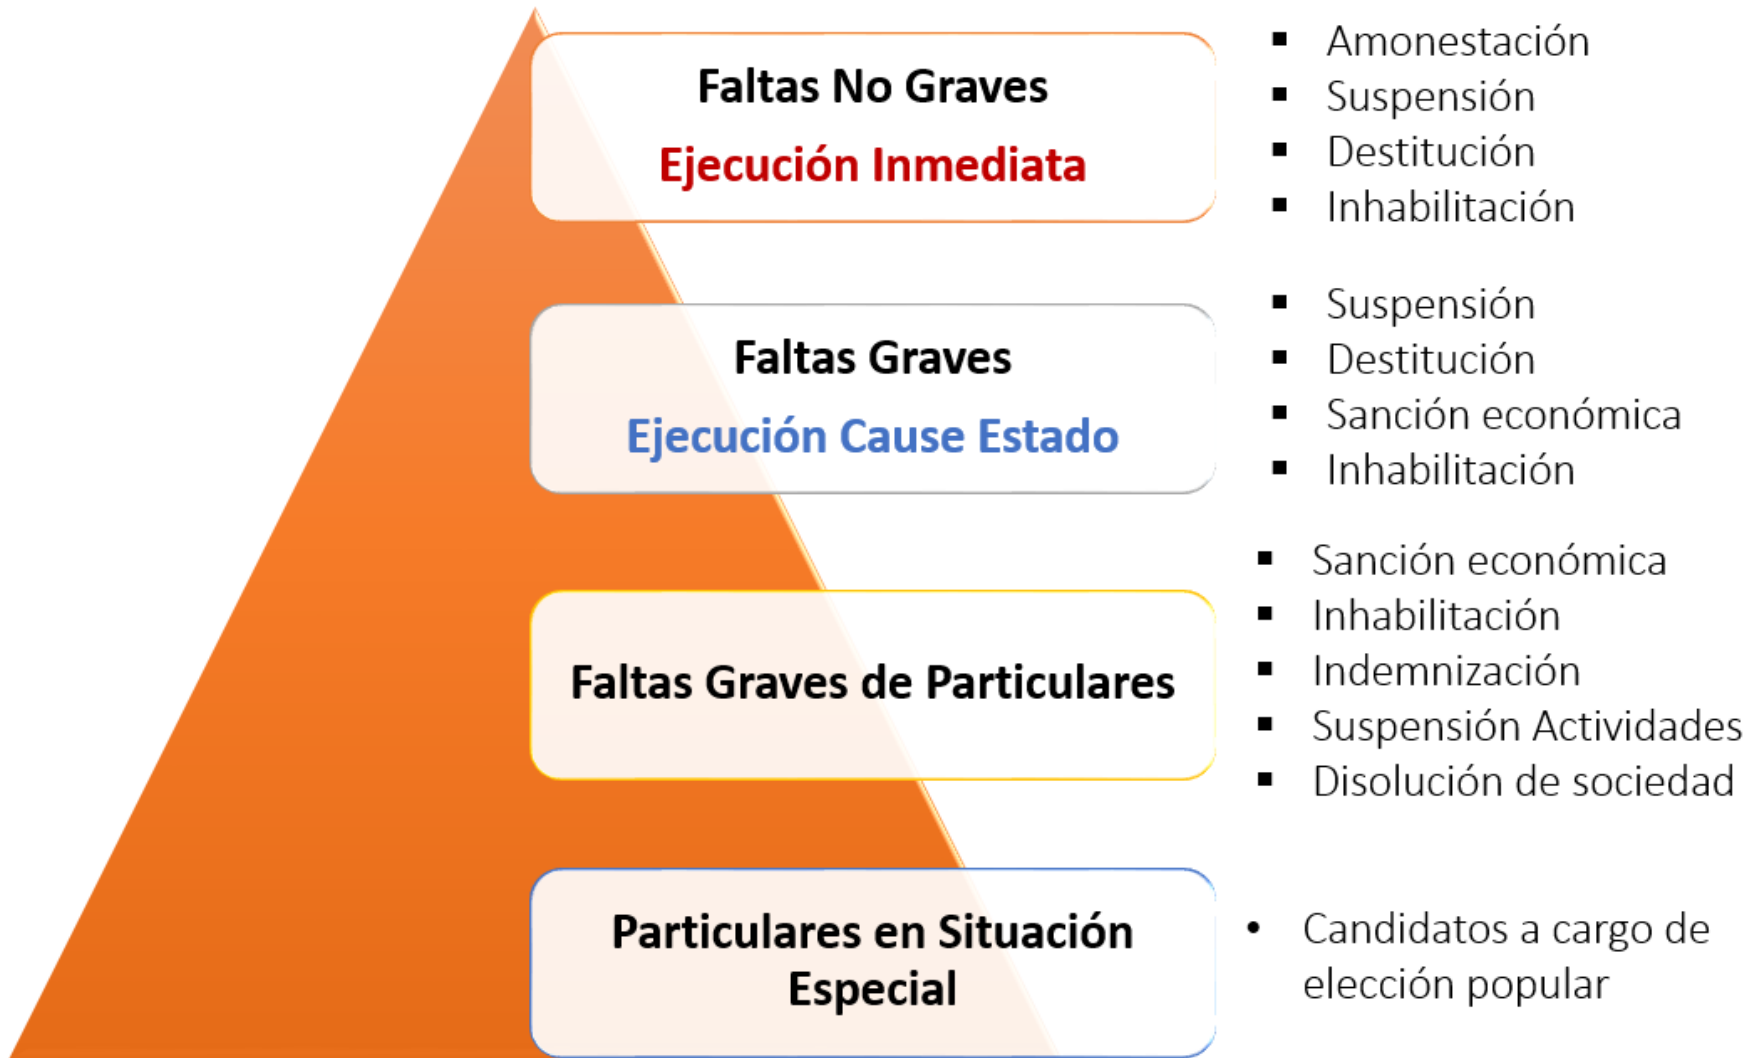 Faltas No Graves
Ejecución Inmediata
▪ Amonestación
▪ Suspensión
▪ Destitución
▪ Inhabilitación
Faltas Graves
Ejecución Cause Estado
▪ Suspensión
▪ Destitución
▪ Sanción económica
▪ Inhabilitación
Faltas Graves de Particulares
▪ Sanción económica
▪ Inhabilitación
▪ Indemnización
▪ Suspensión Actividades
▪ Disolución de sociedad
Particulares en Situación
Especial
• Candidatos a cargo de
elección popular